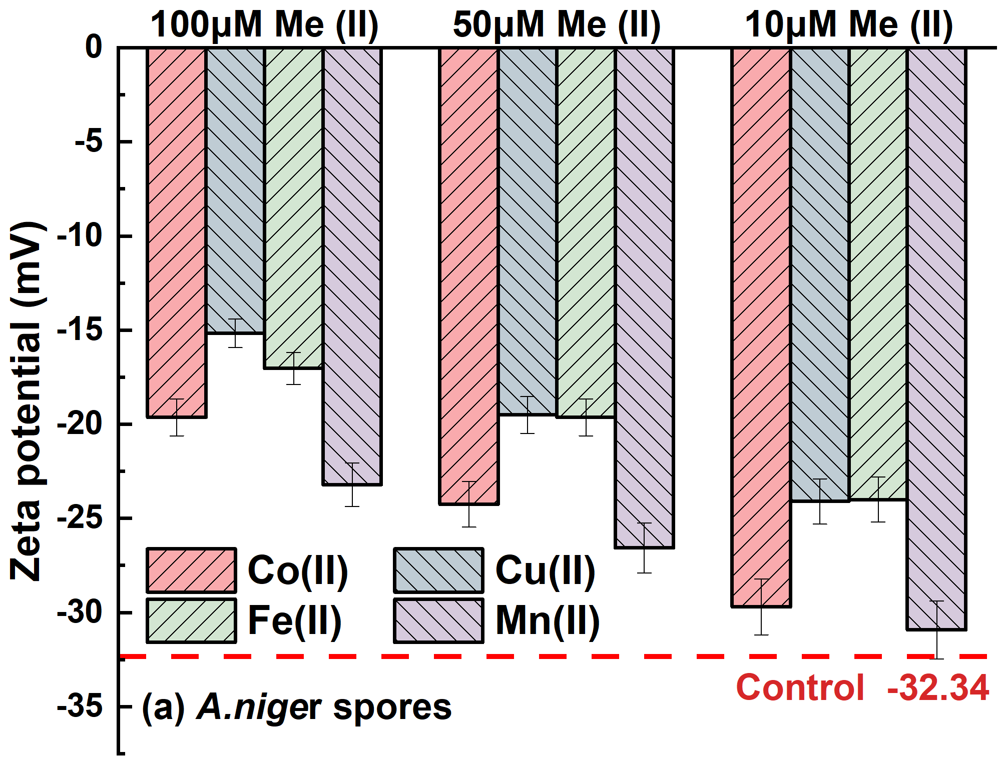 100μM Me (II) 50μM Me (II) 10μM Me (II)
0
-5
-10
-15
-20
-25
-30
-35
Zeta potential (mV)
Co(II) Cu(II)
Fe(II) Mn(II)
Control -32.34
(a) A.niger spores